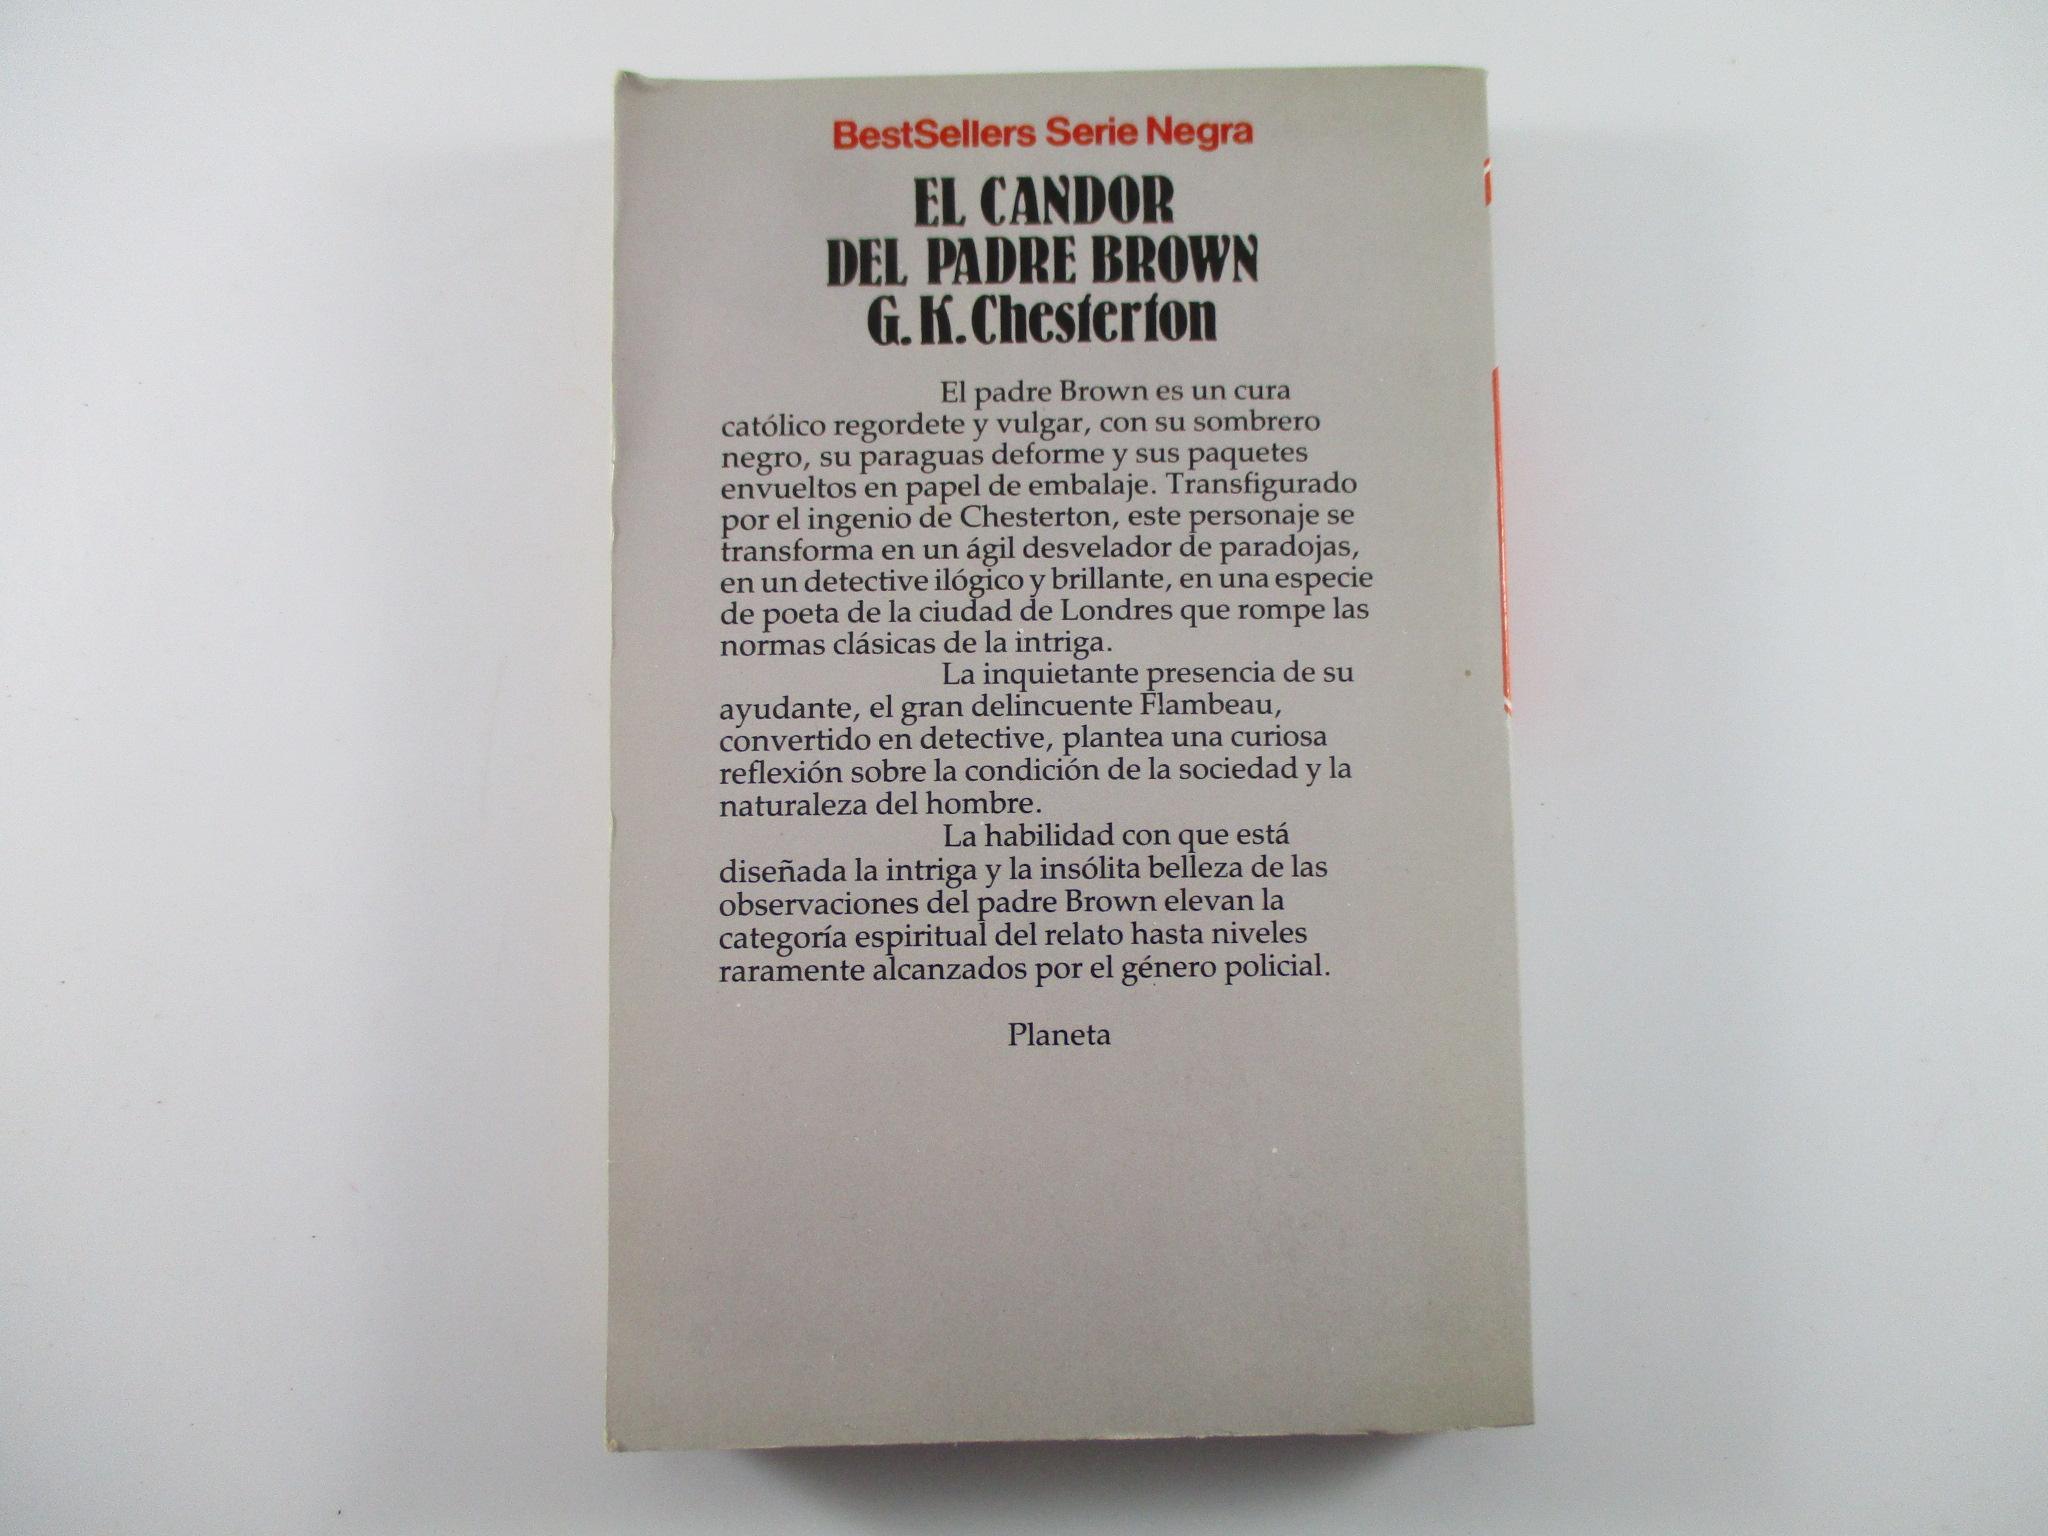 BestSellers Serie Negra
EL CANDOR
DEL PADRE BROWN
G. K. Chesterton
El padre Brown es un cura
católico regordete y vulgar, con su sombrero
negro, su paraguas deforme y sus paquetes
envueltos en papel de embalaje. Transfigurado
por el ingenio de Chesterton, este personaje se
transforma en un ágil desvelador de paradojas,
en un detective ilógico y brillante, en una especie
de poeta de la ciudad de Londres que rompe las
normas clásicas de la intriga.
La inquietante presencia de su
ayudante, el gran delincuente Flambeau,
convertido en detective, plantea una curiosa
reflexión sobre la condición de la sociedad y la
naturaleza del hombre.
La habilidad con que está
diseñada la intriga y la insólita belleza de las
observaciones del padre Brown elevan la
categoría espiritual del relato hasta niveles
raramente alcanzados por el género policial.
Planeta